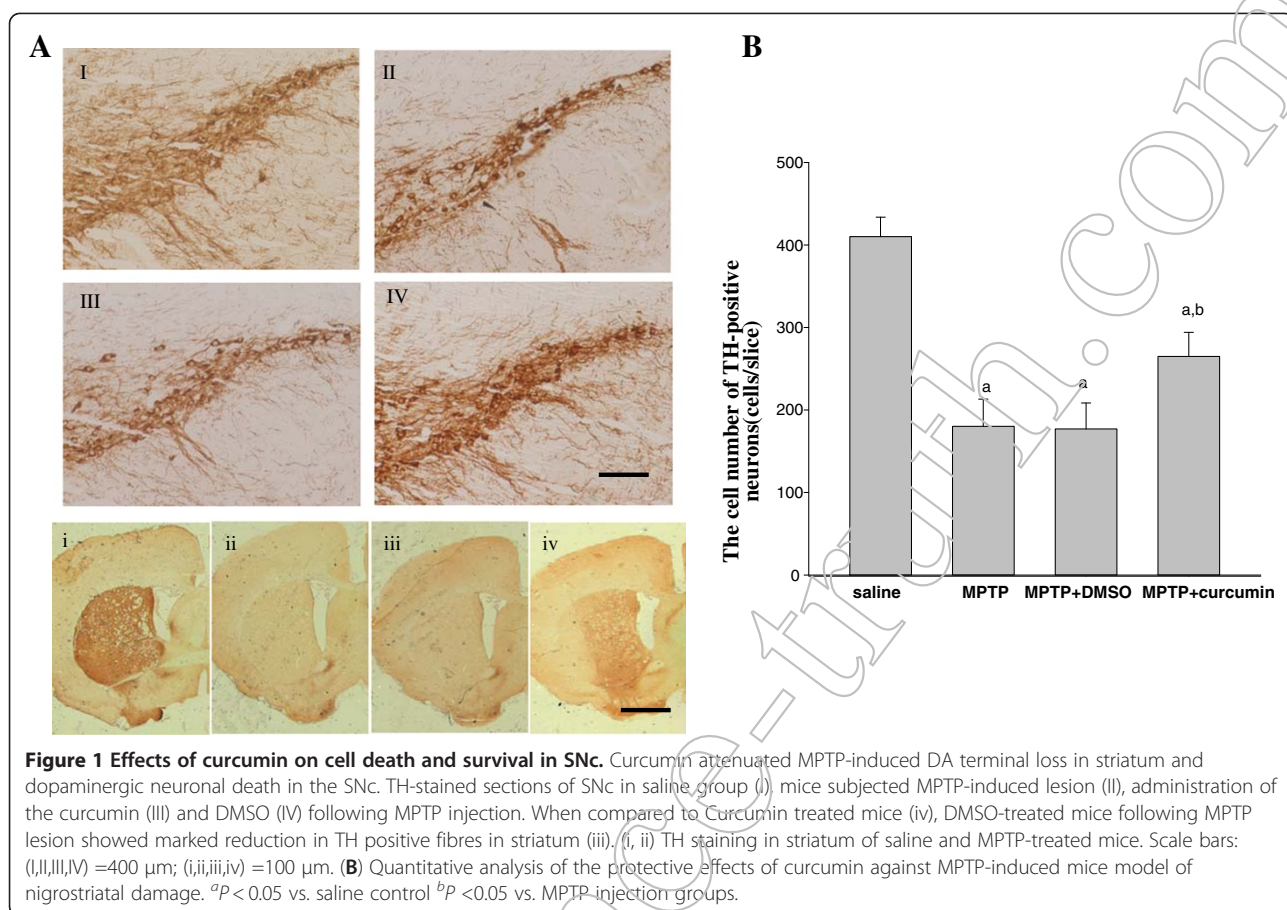 A
B
I
II
III
IV
i
ii
iii
iv
The cell number of TH-positive
neurons(cells/slice)
500
400
300
200
100
0
a
a
a,b
saline MPTP MPTP+DMSO MPTP+curcumin
Figure 1 Effects of curcumin on cell death and survival in SNc. Curcumin attenuated MPTP-induced DA terminal loss in striatum and
dopaminergic neuronal death in the SNc. TH-stained sections of SNc in saline group (i) mice subjected MPTP-induced lesion (II), administration of
the curcumin (III) and DMSO (IV) following MPTP injection. When compared to Curcumin treated mice (iv), DMSO-treated mice following MPTP
lesion showed marked reduction in TH positive fibres in striatum (iii). (i, ii) TH staining in striatum of saline and MPTP-treated mice. Scale bars:
(I,II,III,IV) =400 μm; (i,ii,iii,iv) =100 μm. (B) Quantitative analysis of the protective effects of curcumin against MPTP-induced mice model of
nigrostriatal damage. aP < 0.05 vs. saline control bP <0.05 vs. MPTP injection groups.
ce-truth.com